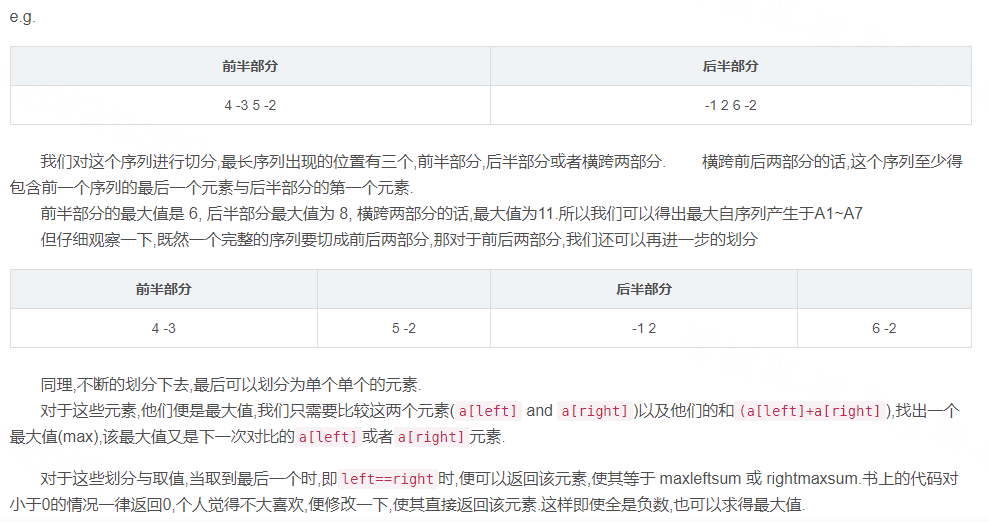 e.g.
前半部分 后半部分
4 -3 5 -2 -1 2 6 -2
我们对这个序列进行切分,最长序列出现的位置有三个,前半部分,后半部分或者横跨两部分. 横跨前后两部分的话,这个序列至少得
包含前一个序列的最后一个元素与后半部分的第一个元素.
前半部分的最大值是 6, 后半部分最大值为 8, 横跨两部分的话,最大值为11.所以我们可以得出最大自序列产生于A1~A7
但仔细观察一下,既然一个完整的序列要切成前后两部分,那对于前后两部分,我们还可以再进一步的划分
前半部分 后半部分
4 -3 5 -2 -1 2 6 -2
同理,不断的划分下去,最后可以划分为单个单个的元素.
对于这些元素,他们便是最大值,我们只需要比较这两个元素(a[left] and a[right])以及他们的和(a[left]+a[right]),找出一个
最大值(max),该最大值又是下一次对比的a[left]或者a[right]元素.
对于这些划分与取值,当取到最后一个时,即left==right时,便可以返回该元素,使其等于 maxleftsum 或 rightmaxsum.书上的代码对
小于0的情况一律返回0,个人觉得不大喜欢,便修改一下,使其直接返回该元素.这样即使全是负数,也可以求得最大值.